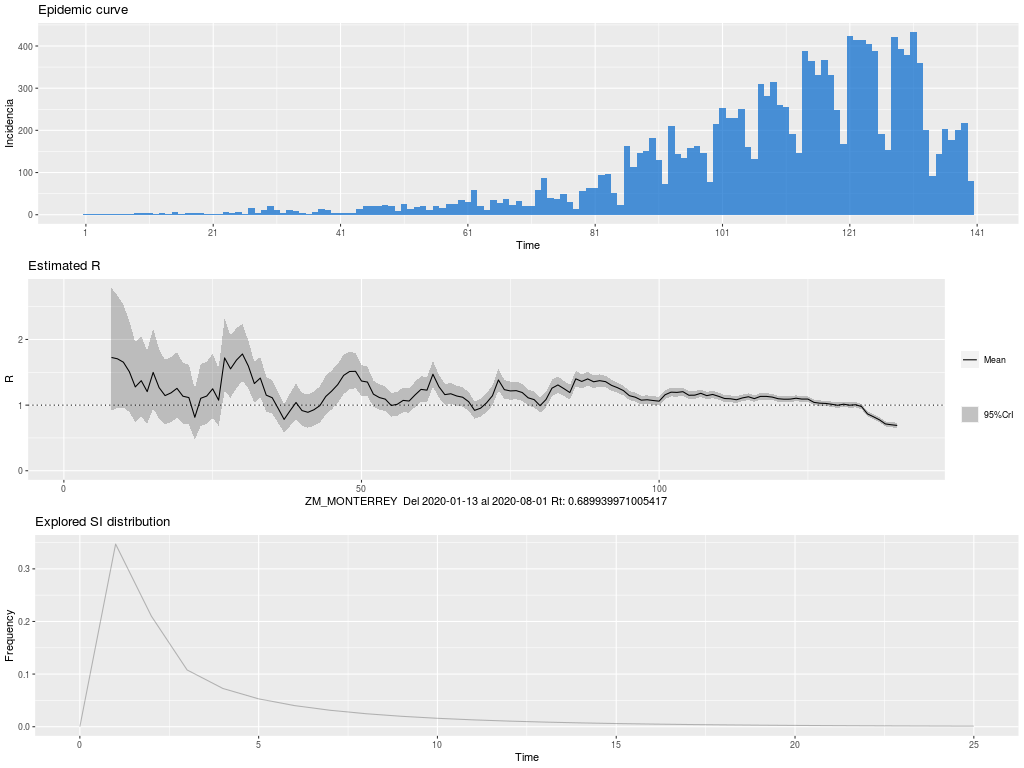 Epidemic curve
Incidencia
400
300
200
100
0
1 21 41 61 81 101 121 141
Time
Estimated R
R
2
1
0
0 50 100
Mean
95%CrI
ZM_MONTERREY Del 2020-01-13 al 2020-08-01 Rt: 0.689939971005417
Explored SI distribution
Frequency
0.3
0.2
0.1
0.0
0 5 10 15 20 25
Time